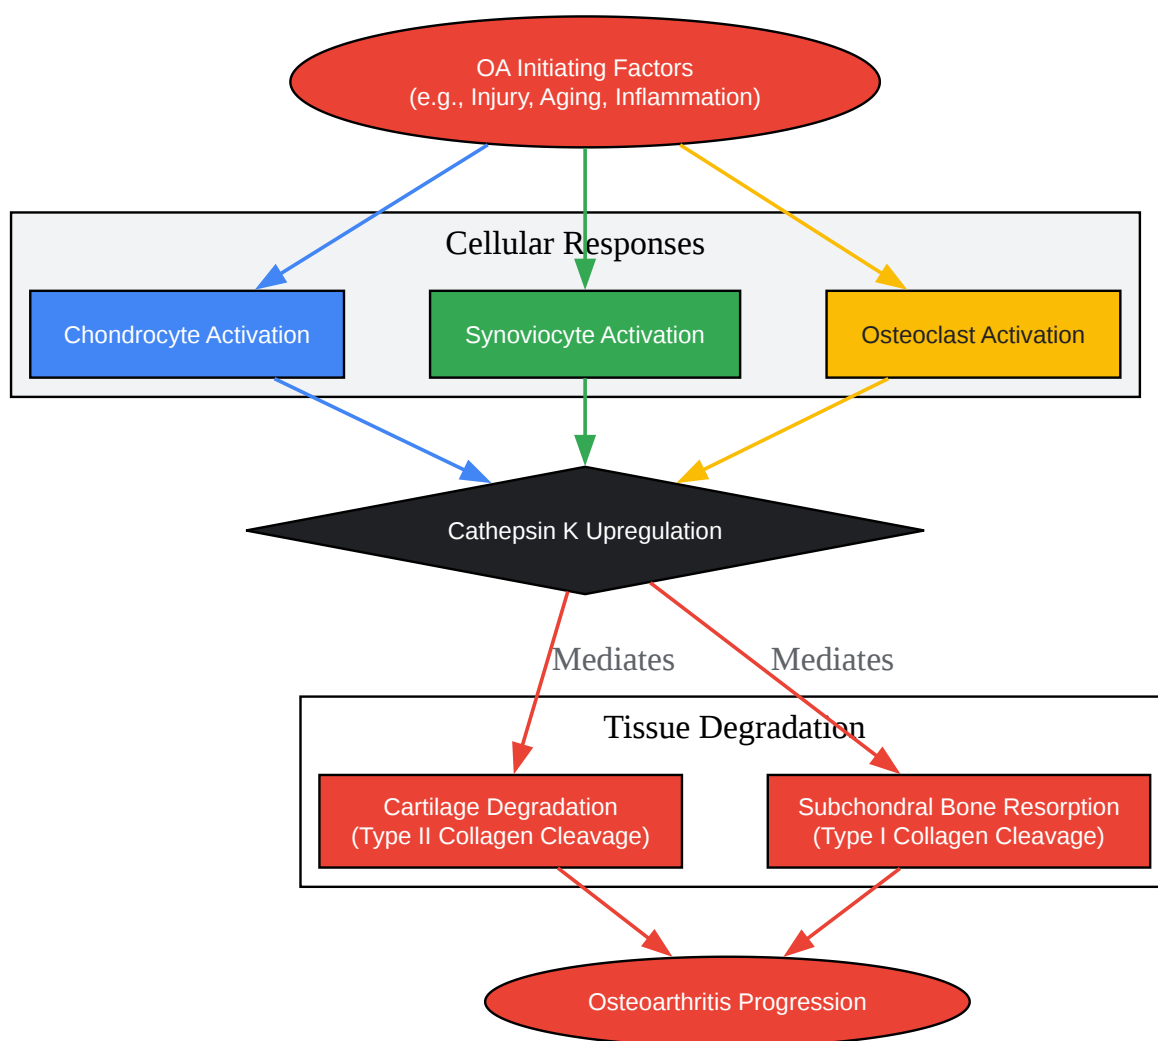 OA Initiating Factors
(e.g., Injury, Aging, Inflammation)
Cellular Responses
Chondrocyte Activation
Synoviocyte Activation
Osteoclast Activation
Cathepsin K Upregulation
Mediates
Mediates
Tissue Degradation
Cartilage Degradation
(Type II Collagen Cleavage)
Subchondral Bone Resorption
(Type I Collagen Cleavage)
Osteoarthritis Progression